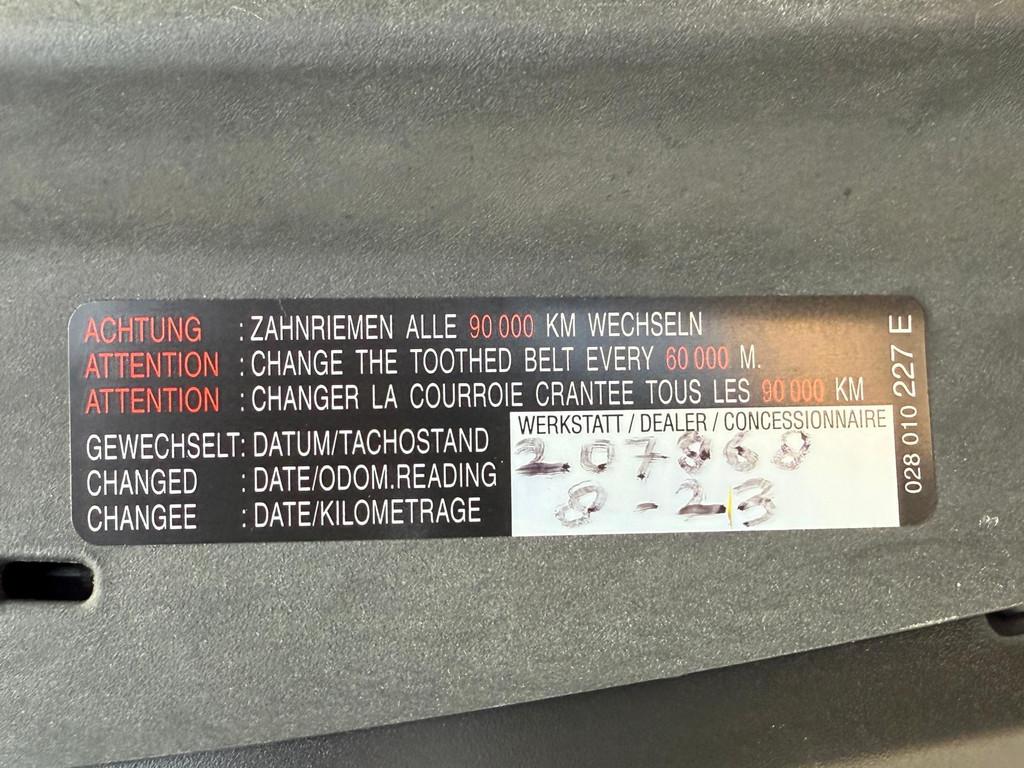 ACHTUNG : ZAHNRIEMEN ALLE 90 000 KM WECHSELN
ATTENTION : CHANGE THE TOOTHED BELT EVERY 60 000 M.
ATTENTION : CHANGER LA COURROIE CRANTEE TOUS LES 90 000 KM
WERKSTATT / DEALER / CONCESSIONNAIRE
GEWECHSELT: DATUM/TACHOSTAND
CHANGED : DATE/ODOM.READING
CHANGEE : DATE/KILOMETRAGE
207868
8-23
028 010 227 E